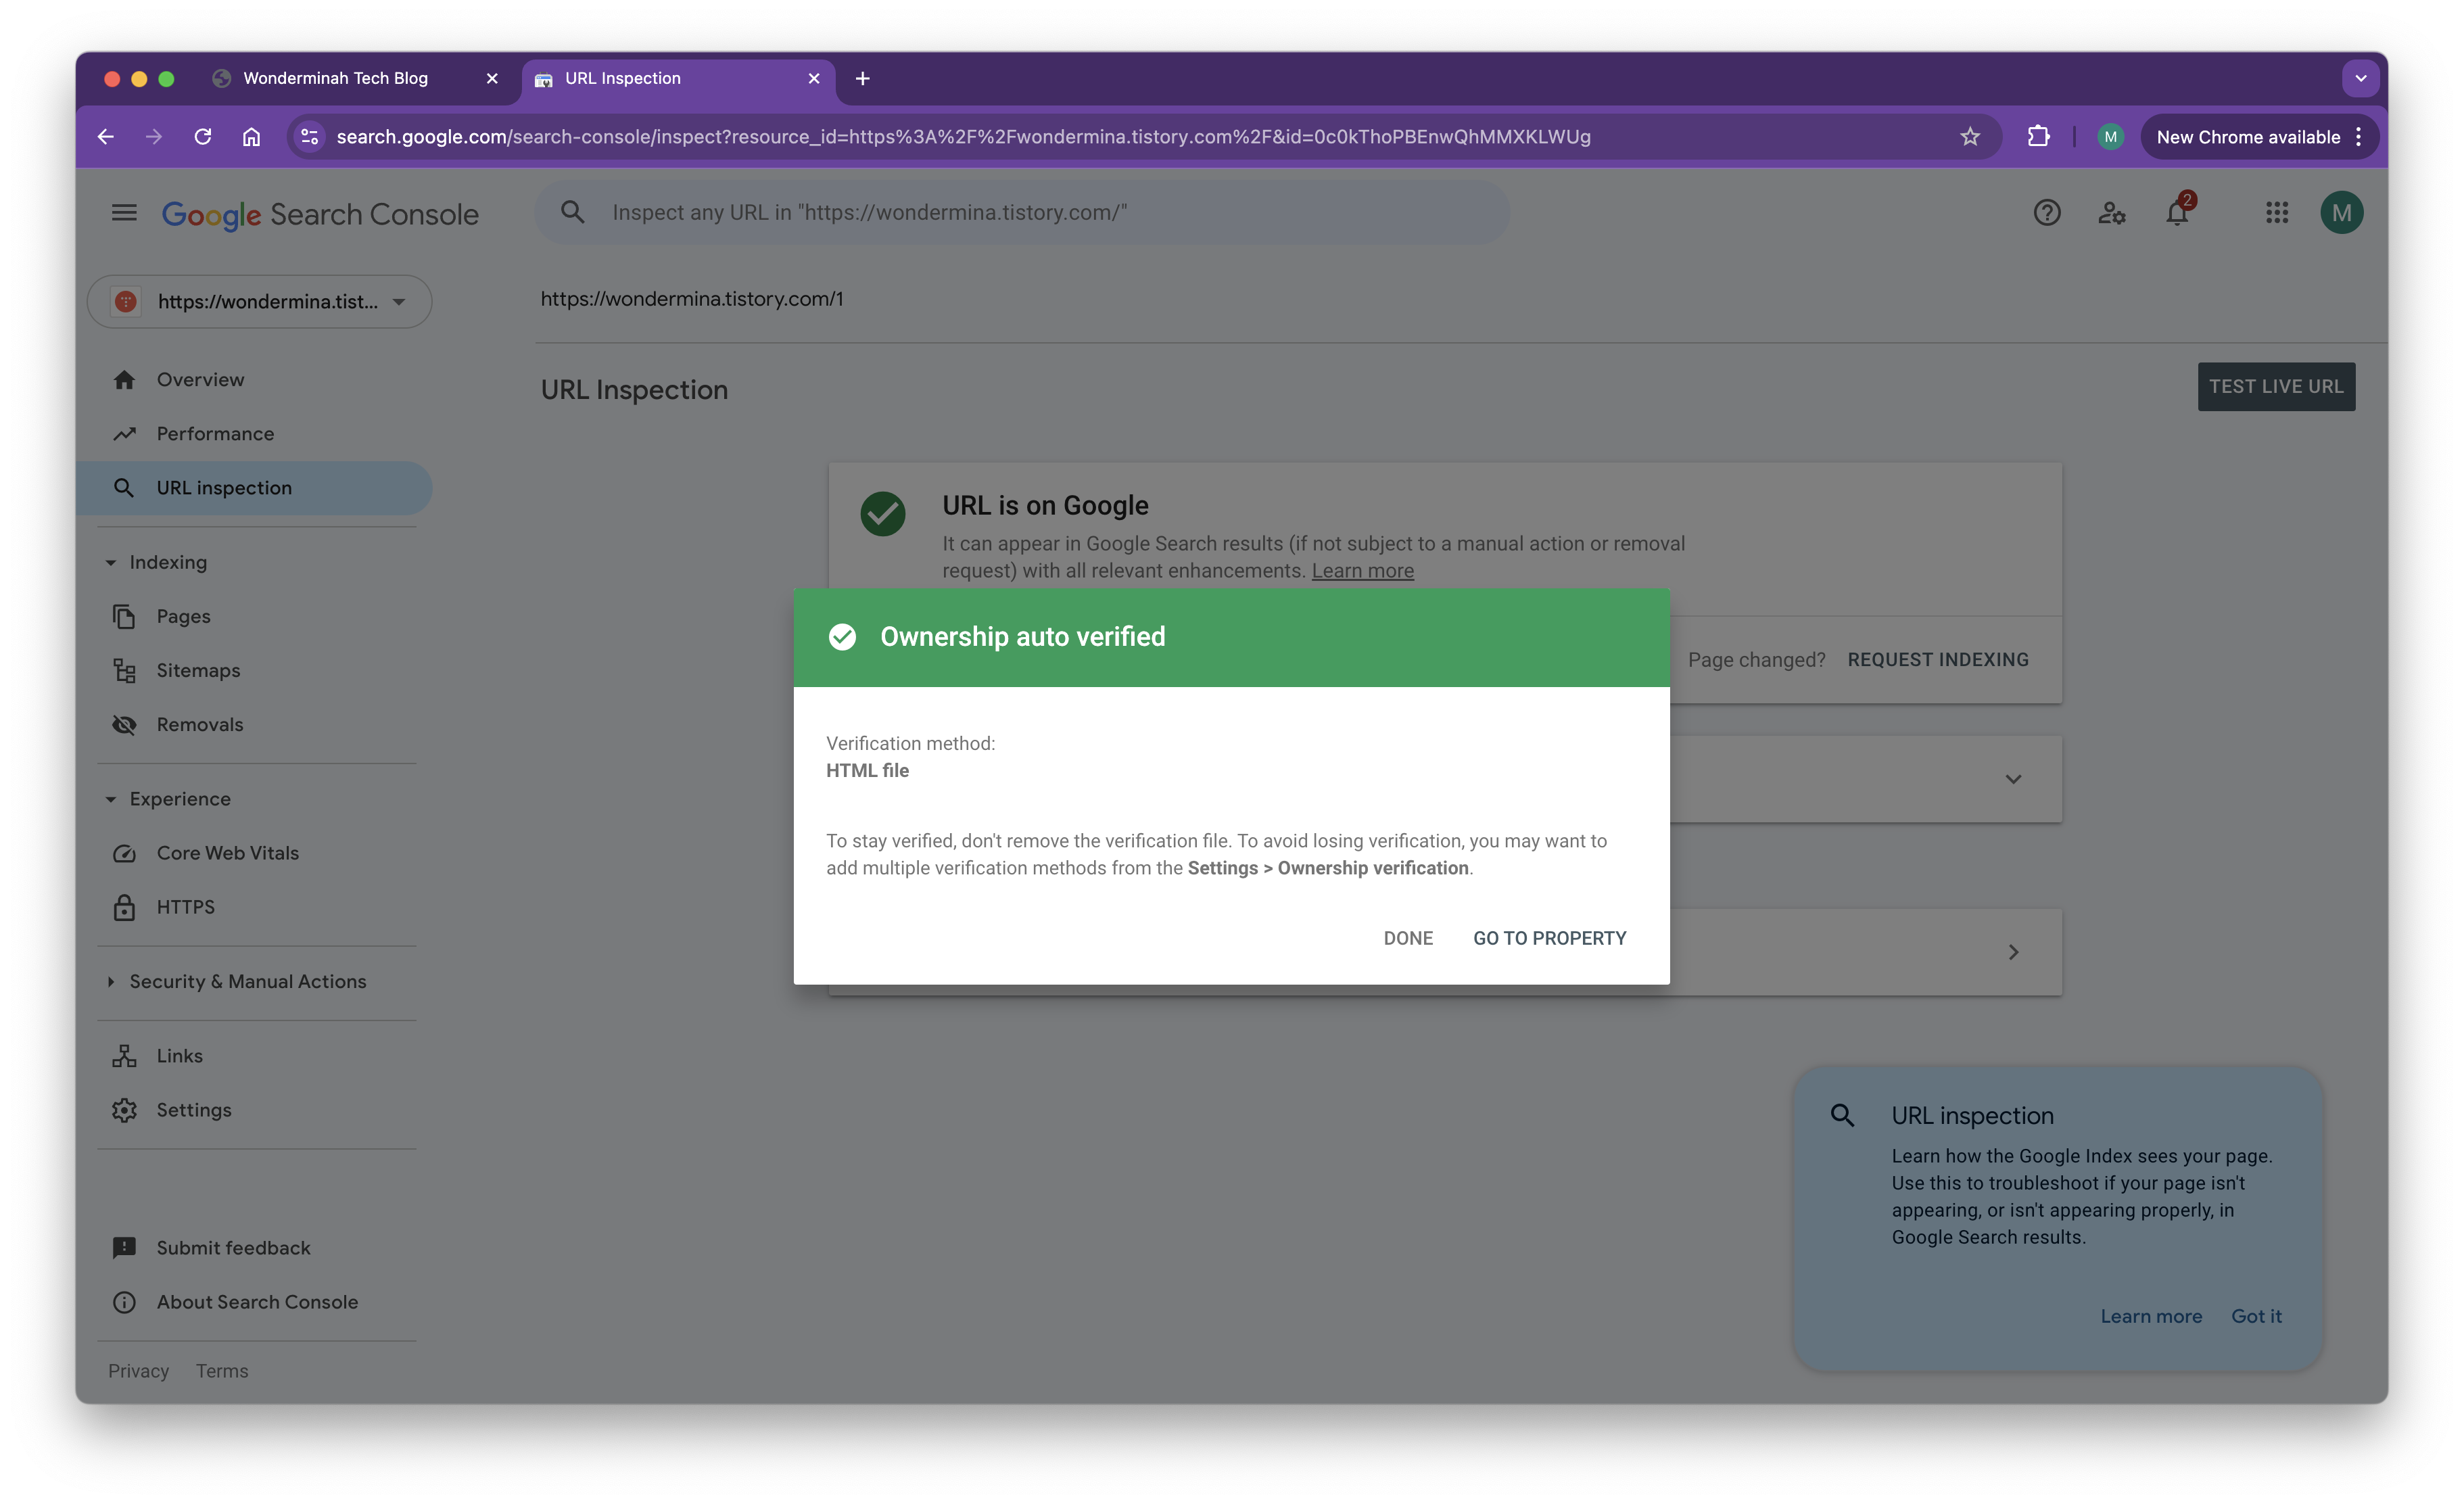 Wonderminah Tech Blog
URL Inspection
search.google.com/search-console/inspect?resource_id=https%3A%2F%2Fwondermina.tistory.com%2F&id=0c0kThoPBEnwQhMMXKLWUg
M
New Chrome available
Google Search Console
Inspect any URL in "https://wondermina.tistory.com/"
2
M
https://wondermina.tist...
https://wondermina.tistory.com/1
Overview
Performance
URL inspection
Indexing
Pages
Sitemaps
Removals
Experience
Core Web Vitals
HTTPS
Security & Manual Actions
Links
Settings
Submit feedback
About Search Console
Privacy Terms
URL Inspection
TEST LIVE URL
URL is on Google
It can appear in Google Search results (if not subject to a manual action or removal
request) with all relevant enhancements. Learn more
Page changed? REQUEST INDEXING
Ownership auto verified
Verification method:
HTML file
To stay verified, don't remove the verification file. To avoid losing verification, you may want to
add multiple verification methods from the Settings > Ownership verification.
DONE GO TO PROPERTY
URL inspection
Learn how the Google Index sees your page.
Use this to troubleshoot if your page isn't
appearing, or isn't appearing properly, in
Google Search results.
Learn more Got it